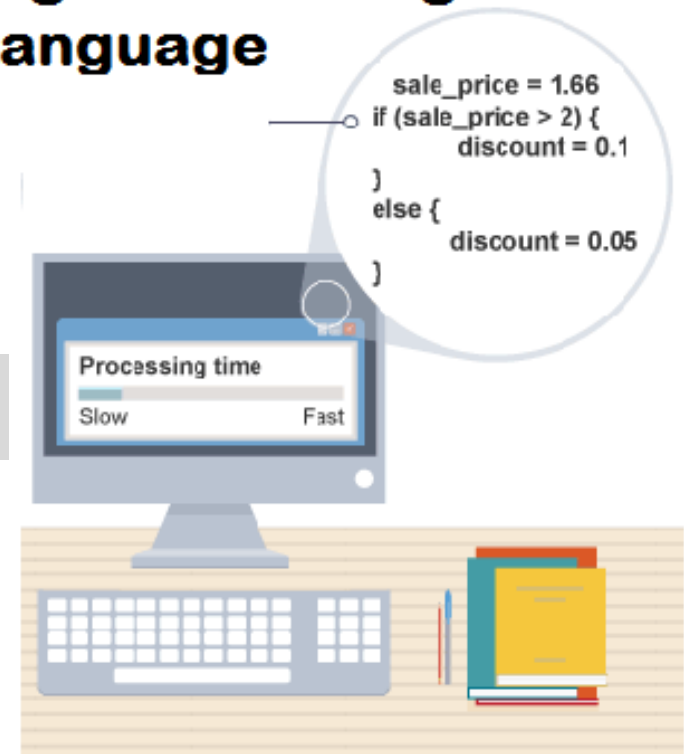 anguage
sale_price = 1.66
if (sale_price > 2) {
discount = 0.1
}
else {
discount = 0.05
}
Processing time
Slow Fast